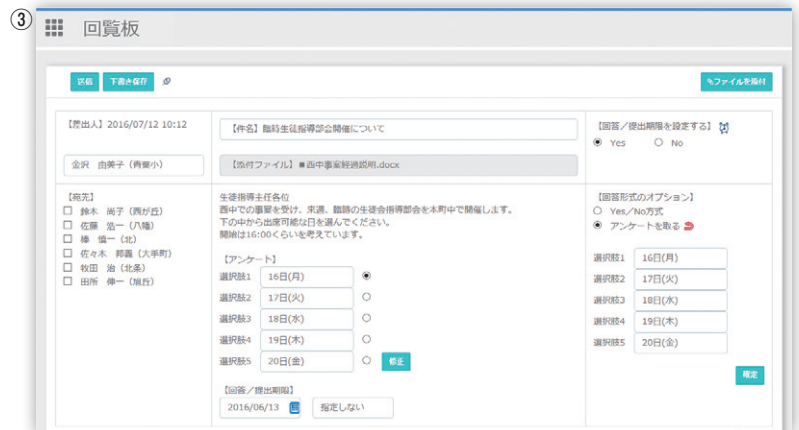 ③
回覧板
送信 下書き保存
ファイルを添付
【差出人】2016/07/12 10:12
金沢 由美子（青葉小）
【件名】臨時生徒指導部会開催について
【添付ファイル】■西中事案経過説明.docx
【回答／提出期限を設定する】
Yes No
【宛先】
鈴木 尚子（西が丘）
佐藤 浩一（八幡）
椿 慎一（北）
佐々木 邦義（大手町）
牧田 治（北条）
田所 伸一（旭丘）
生徒指導主任各位
西中での事案を受け、来週、臨時の生徒会指導部会を本町中で開催します。
下の中から出席可能な日を選んでください。
開始は16:00くらいを考えています。
【アンケート】
選択肢1 16日(月)
選択肢2 17日(火)
選択肢3 18日(水)
選択肢4 19日(木)
選択肢5 20日(金) 修正
【回答／提出期限】
2016/06/13 指定しない
【回答形式のオプション】
Yes／No方式
アンケートを取る
選択肢1 16日(月)
選択肢2 17日(火)
選択肢3 18日(水)
選択肢4 19日(木)
選択肢5 20日(金)
確定